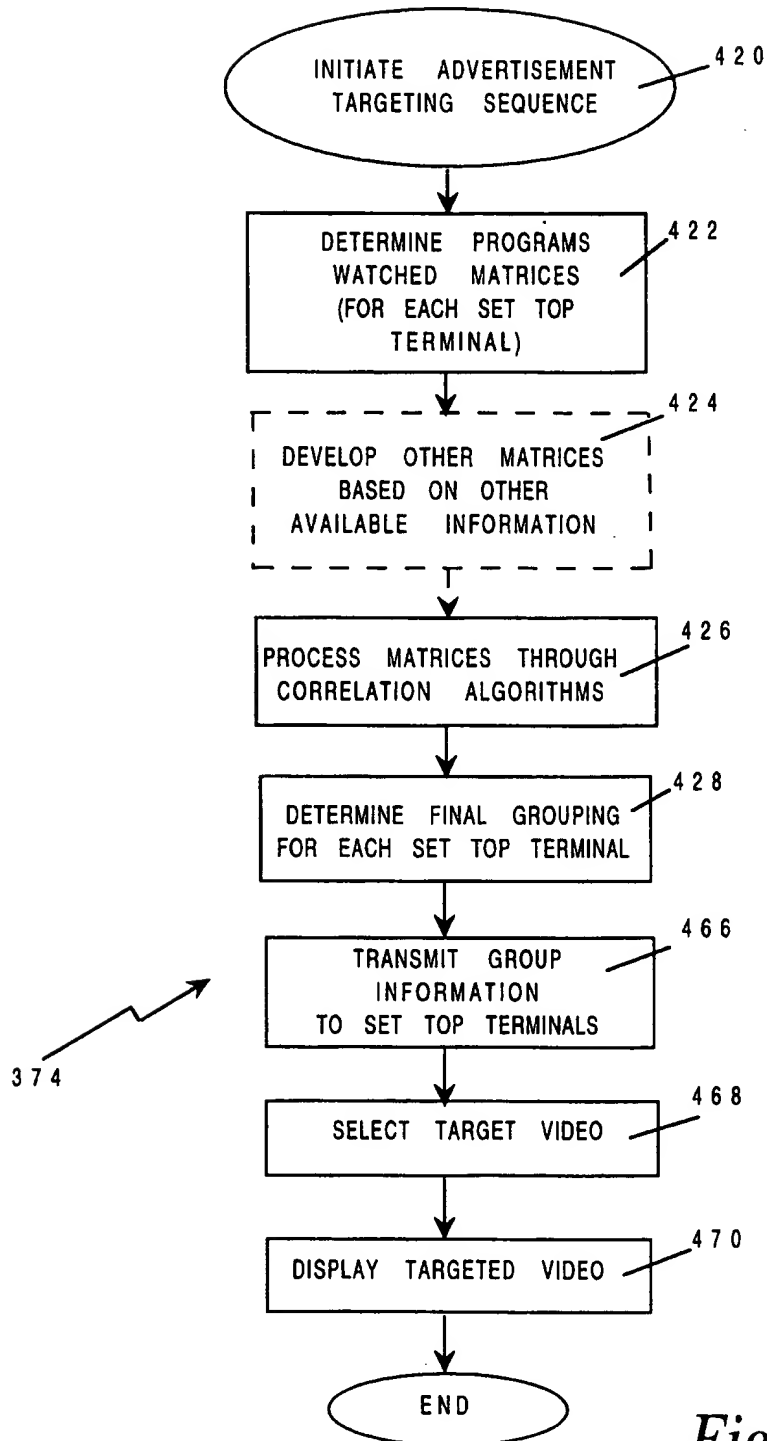 INITIATE ADVERTISEMENT
TARGETING SEQUENCE
420
DETERMINE PROGRAMS
WATCHED MATRICES
(FOR EACH SET TOP
TERMINAL)
422
DEVELOP OTHER MATRICES
BASED ON OTHER
AVAILABLE INFORMATION
424
PROCESS MATRICES THROUGH
CORRELATION ALGORITHMS
426
DETERMINE FINAL GROUPING
FOR EACH SET TOP TERMINAL
428
TRANSMIT GROUP
INFORMATION
TO SET TOP TERMINALS
466
374
SELECT TARGET VIDEO
468
DISPLAY TARGETED VIDEO
470
END